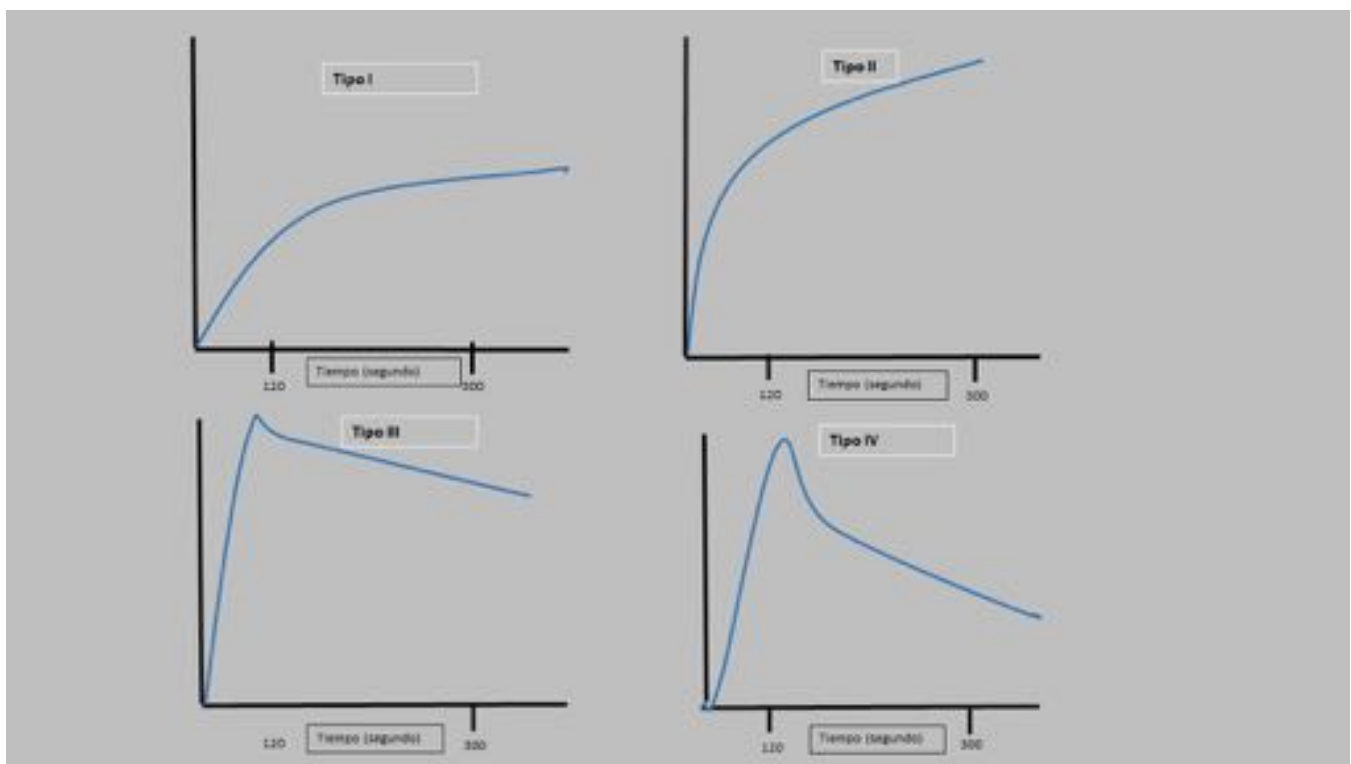 Tipo I
Tipo II
Tiempo (segundo)
120
300
Tiempo (segundo)
120
300
Tipo III
Tipo IV
Tiempo (segundo)
120
300
Tiempo (segundo)
120
300